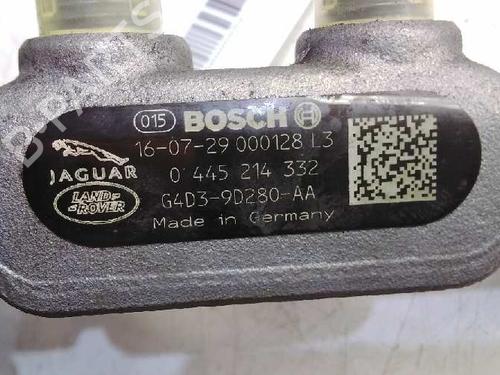 015 BOSCH
16-07-29 000128 L3
JAGUAR
0 445 214 332
LAND-
ROVER
G4D3-9D280-AA
Made in Germany